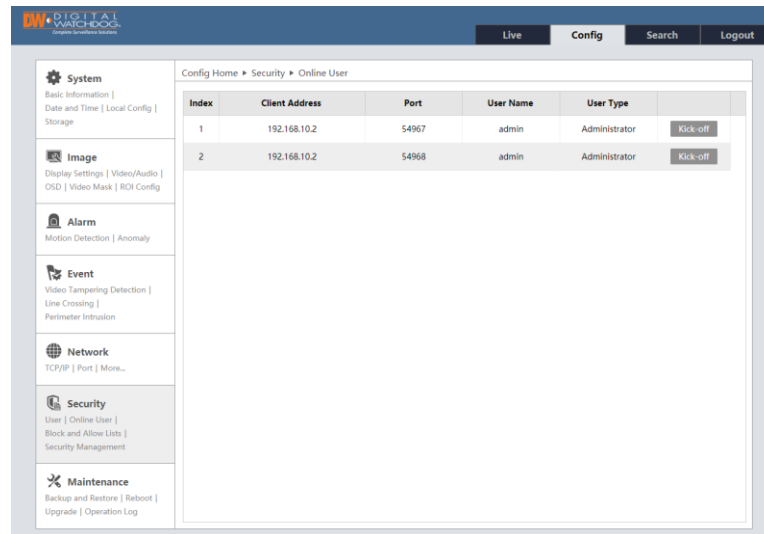 DW DIGITAL
WATCHDOG®
Complete Surveillance Solutions
Live Config Search Logout
System
Basic Information |
Date and Time | Local Config |
Storage
Image
Display Settings | Video/Audio |
OSD | Video Mask | ROI Config
Alarm
Motion Detection | Anomaly
Event
Video Tampering Detection |
Line Crossing |
Perimeter Intrusion
Network
TCP/IP | Port | More...
Security
User | Online User |
Block and Allow Lists |
Security Management
Maintenance
Backup and Restore | Reboot |
Upgrade | Operation Log
Config Home ▸ Security ▸ Online User
Index Client Address Port User Name User Type
1 192.168.10.2 54967 admin Administrator Kick-off
2 192.168.10.2 54968 admin Administrator Kick-off